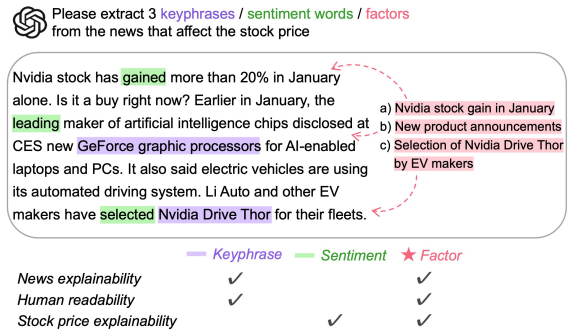 Please extract 3 keyphrases / sentiment words / factors
from the news that affect the stock price
Nvidia stock has gained more than 20% in January
alone. Is it a buy right now? Earlier in January, the
leading maker of artificial intelligence chips disclosed at
CES new GeForce graphic processors for AI-enabled
laptops and PCs. It also said electric vehicles are using
its automated driving system. Li Auto and other EV
makers have selected Nvidia Drive Thor for their fleets.
a) Nvidia stock gain in January
b) New product announcements
c) Selection of Nvidia Drive Thor
by EV makers
Keyphrase Sentiment ★ Factor
News explainability ✓ ✓
Human readability ✓ ✓
Stock price explainability ✓ ✓